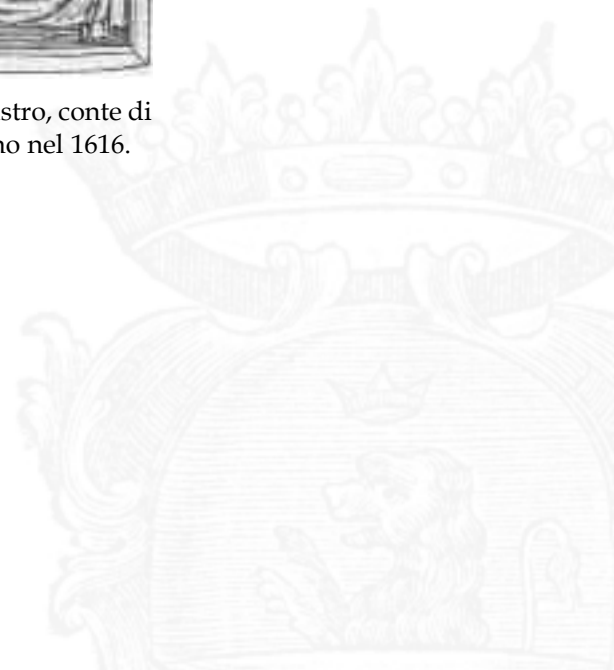 stro, conte di
no nel 1616.